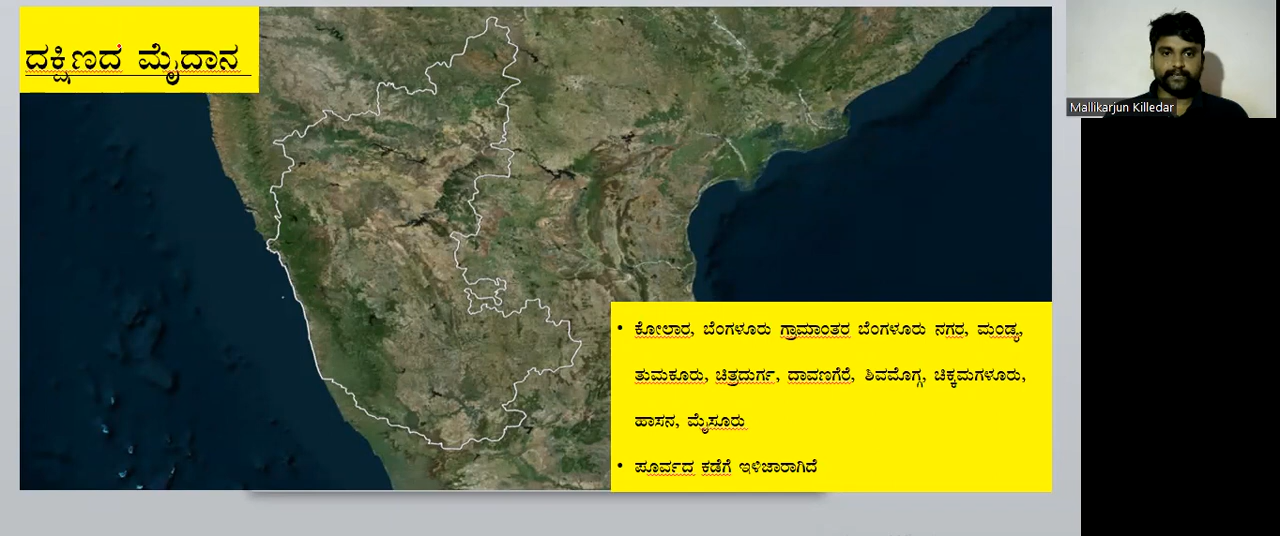 ದಕ್ಷಿಣದ ಮೈದಾನ
Mallikarjun Killedar
• ಕೋಲಾರ, ಬೆಂಗಳೂರು ಗ್ರಾಮಾಂತರ ಬೆಂಗಳೂರು ನಗರ, ಮಂಡ್ಯ,
ತುಮಕೂರು, ಚಿತ್ರದುರ್ಗ, ದಾವಣಗೆರೆ, ಶಿವಮೊಗ್ಗ, ಚಿಕ್ಕಮಗಳೂರು,
ಹಾಸನ, ಮೈಸೂರು
• ಪೂರ್ವದ ಕಡೆಗೆ ಇಳಿಜಾರಾಗಿದೆ